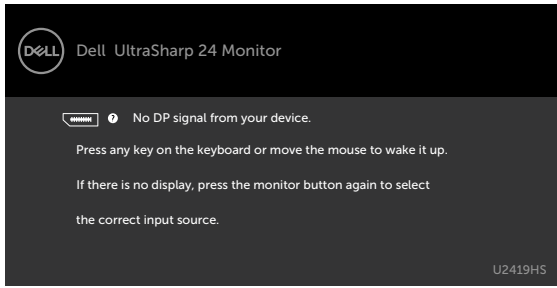 DELL
Dell UltraSharp 24 Monitor
? No DP signal from your device.
Press any key on the keyboard or move the mouse to wake it up.
If there is no display, press the monitor button again to select
the correct input source.
U2419HS